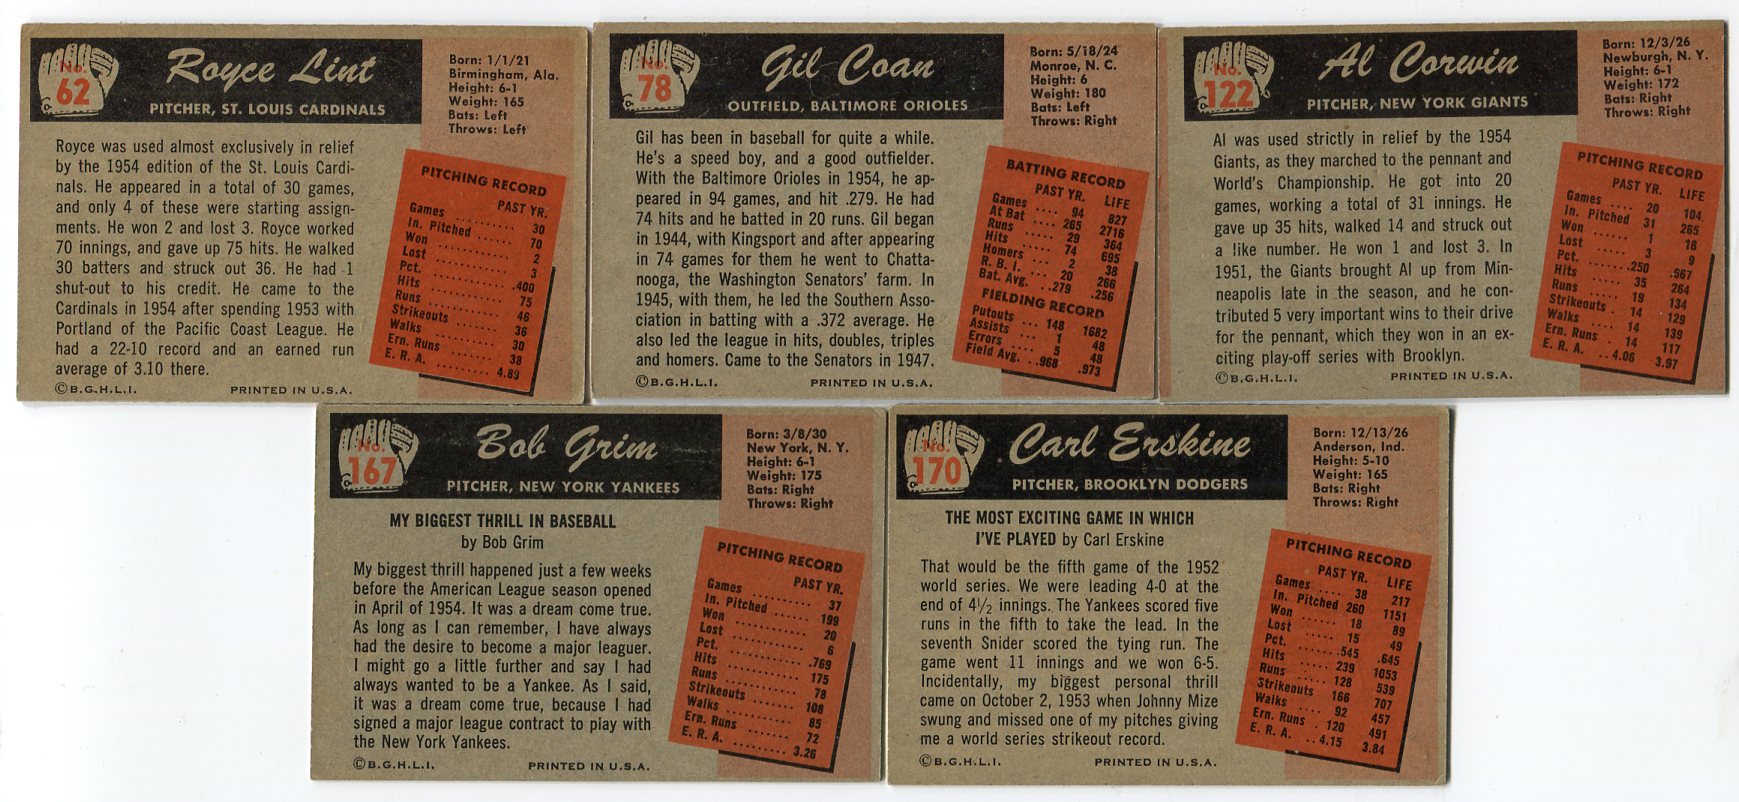 No.
62
Royce Lint
PITCHER, ST. LOUIS CARDINALS
Born: 1/1/21
Birmingham, Ala.
Height: 6-1
Weight: 165
Bats: Left
Throws: Left
Royce was used almost exclusively in relief
by the 1954 edition of the St. Louis Cardi-
nals. He appeared in a total of 30 games,
and only 4 of these were starting assign-
ments. He won 2 and lost 3. Royce worked
70 innings, and gave up 75 hits. He walked
30 batters and struck out 36. He had 1
shut-out to his credit. He came to the
Cardinals in 1954 after spending 1953 with
Portland of the Pacific Coast League. He
had a 22-10 record and an earned run
average of 3.10 there.
PITCHING RECORD
PAST YR.
Games ........ 30
In. Pitched ...... 70
Won ............ 2
Lost ............ 3
Pct. ............ .400
Hits ............ 75
Runs ............ 46
Strikeouts ...... 36
Walks .......... 30
Ern. Runs ...... 38
E. R. A. ........ 4.89
©B.G.H.L.I. PRINTED IN U.S.A.
No.
78
Gil Coan
OUTFIELD, BALTIMORE ORIOLES
Born: 5/18/24
Monroe, N. C.
Height: 6
Weight: 180
Bats: Left
Throws: Right
Gil has been in baseball for quite a while.
He's a speed boy, and a good outfielder.
With the Baltimore Orioles in 1954, he ap-
peared in 94 games, and hit .279. He had
74 hits and he batted in 20 runs. Gil began
in 1944, with Kingsport and after appearing
in 74 games for them he went to Chatta-
nooga, the Washington Senators' farm. In
1945, with them, he led the Southern Asso-
ciation in batting with a .372 average. He
also led the league in hits, doubles, triples
and homers. Came to the Senators in 1947.
BATTING RECORD
PAST YR. LIFE
Games .... 94 827
At Bat .... 265 2716
Runs .... 29 364
Hits .... 74 695
Homers .... 2 38
R. B. I. ... 20 266
Bat. Avg. .. .279 .256
FIELDING RECORD
Putouts ... 148 1682
Assists ... 1 48
Errors .... 5 48
Field Avg. . .968 .973
©B.G.H.L.I. PRINTED IN U.S.A.
No.
122
Al Corwin
PITCHER, NEW YORK GIANTS
Born: 12/3/26
Newburgh, N. Y.
Height: 6-1
Weight: 172
Bats: Right
Throws: Right
Al was used strictly in relief by the 1954
Giants, as they marched to the pennant and
World's Championship. He got into 20
games, working a total of 31 innings. He
gave up 35 hits, walked 14 and struck out
a like number. He won 1 and lost 3. In
1951, the Giants brought Al up from Min-
neapolis late in the season, and he con-
tributed 5 very important wins to their drive
for the pennant, which they won in an ex-
citing play-off series with Brooklyn.
PITCHING RECORD
PAST YR. LIFE
Games .... 20 104
In. Pitched 31 265
Won ...... 1 18
Lost ...... 3 9
Pct. ..... .250 .667
Hits ..... 35 264
Runs ..... 19 134
Strikeouts . 14 129
Walks .... 14 139
Ern. Runs . 14 117
E. R. A. .. 4.06 3.97
©B.G.H.L.I. PRINTED IN U.S.A.
No.
167
Bob Grim
PITCHER, NEW YORK YANKEES
Born: 3/8/30
New York, N. Y.
Height: 6-1
Weight: 175
Bats: Right
Throws: Right
MY BIGGEST THRILL IN BASEBALL
by Bob Grim
My biggest thrill happened just a few weeks
before the American League season opened
in April of 1954. It was a dream come true.
As long as I can remember, I have always
had the desire to become a major leaguer.
I might go a little further and say I had
always wanted to be a Yankee. As I said,
it was a dream come true, because I had
signed a major league contract to play with
the New York Yankees.
PITCHING RECORD
PAST YR.
Games .......... 37
In. Pitched ...... 199
Won ............ 20
Lost ............ 6
Pct. ............ .769
Hits ............ 175
Runs ............ 78
Strikeouts ...... 108
Walks .......... 85
Ern. Runs ...... 72
E. R. A. ........ 3.26
©B.G.H.L.I. PRINTED IN U.S.A.
No.
170
Carl Erskine
PITCHER, BROOKLYN DODGERS
Born: 12/13/26
Anderson, Ind.
Height: 5-10
Weight: 165
Bats: Right
Throws: Right
THE MOST EXCITING GAME IN WHICH
I'VE PLAYED by Carl Erskine
That would be the fifth game of the 1952
world series. We were leading 4-0 at the
end of 4½ innings. The Yankees scored five
runs in the fifth to take the lead. In the
seventh Snider scored the tying run. The
game went 11 innings and we won 6-5.
Incidentally, my biggest personal thrill
came on October 2, 1953 when Johnny Mize
swung and missed one of my pitches giving
me a world series strikeout record.
PITCHING RECORD
PAST YR. LIFE
Games .... 38 217
In. Pitched 260 1151
Won ...... 18 89
Lost ..... 15 49
Pct. ..... .545 .645
Hits ..... 239 1053
Runs ..... 128 539
Strikeouts 166 707
Walks .... 92 457
Ern. Runs . 120 491
E. R. A. .. 4.15 3.84
©B.G.H.L.I. PRINTED IN U.S.A.